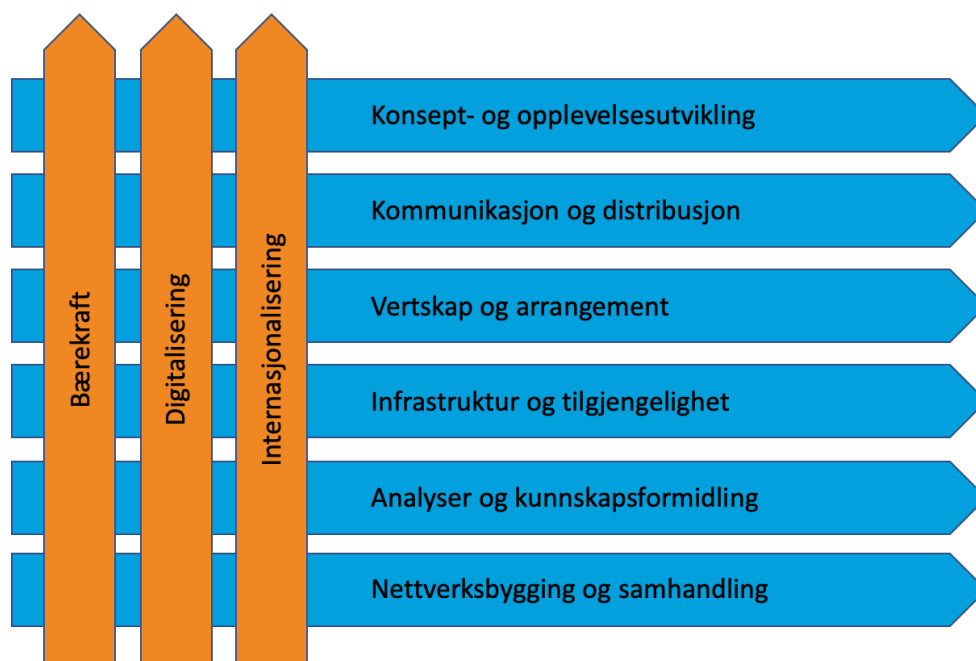 Konsept- og opplevelsesutvikling
Kommunikasjon og distribusjon
Vertskap og arrangement
Infrastruktur og tilgjengelighet
Analyser og kunnskapsformidling
Nettverksbygging og samhandling
Bærekraft
Digitalisering
Internasjonalisering